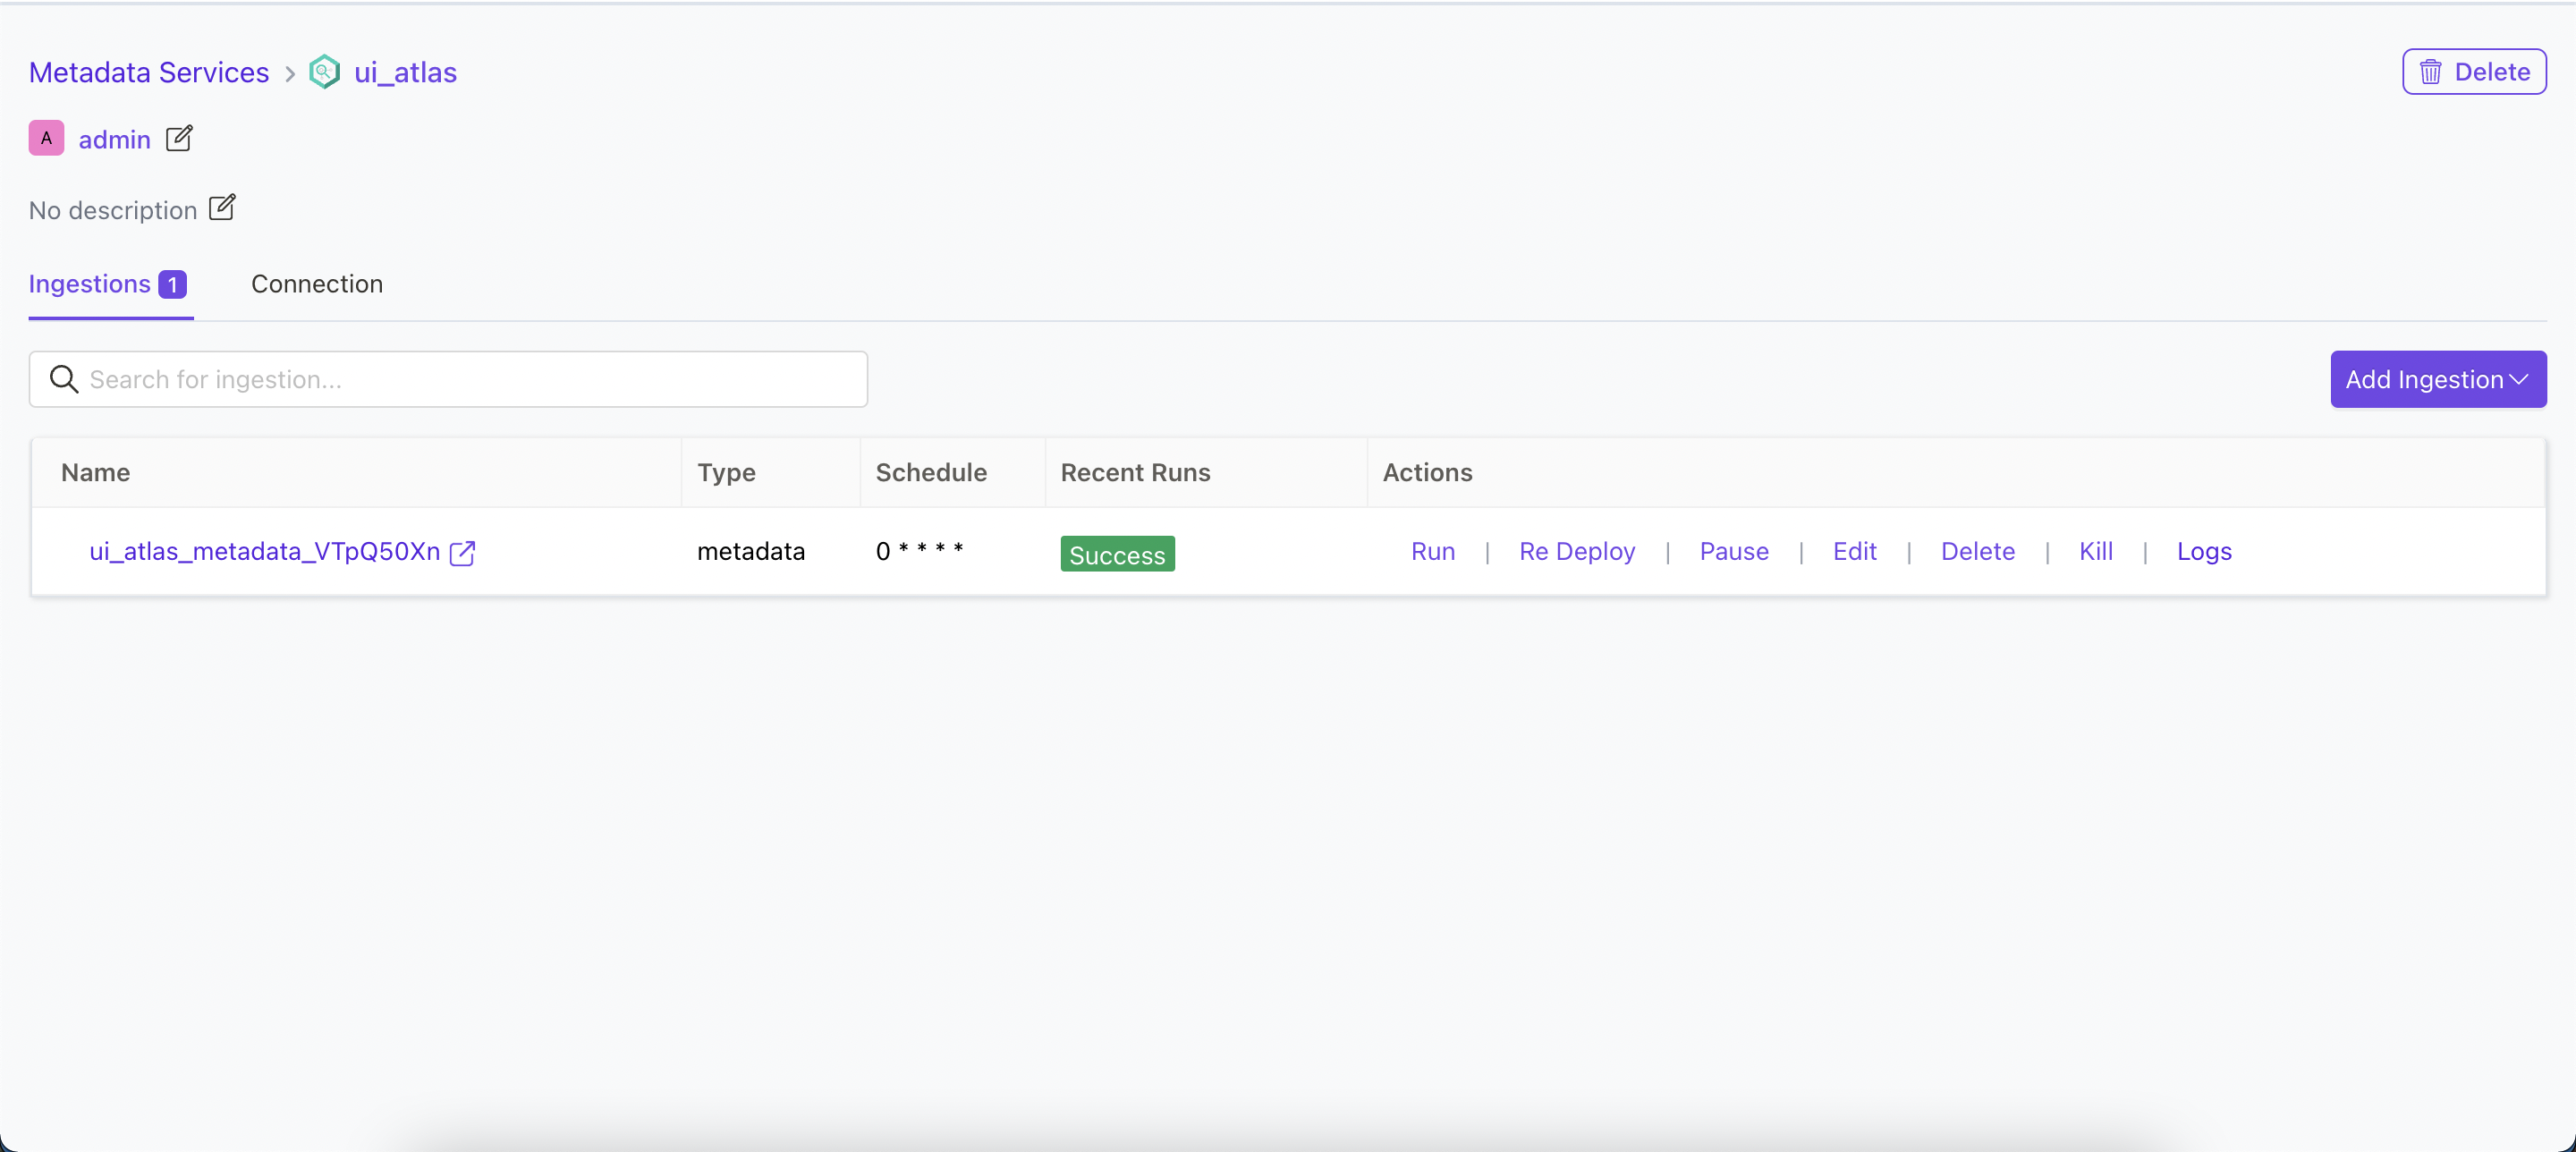 Metadata Services > ui_atlas
Delete
A admin
No description
Ingestions 1 Connection
Search for ingestion...
Add Ingestion
Name Type Schedule Recent Runs Actions
ui_atlas_metadata_VTpQ50Xn metadata 0 * * * * Success Run | Re Deploy | Pause | Edit | Delete | Kill | Logs